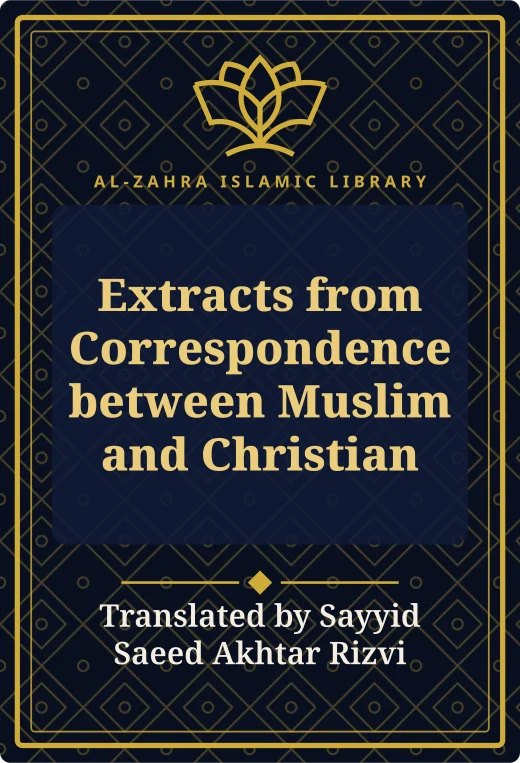 AL-ZAHRA ISLAMIC LIBRARY
Extracts from
Correspondence
between Muslim
and Christian
Translated by Sayyid
Saeed Akhtar Rizvi